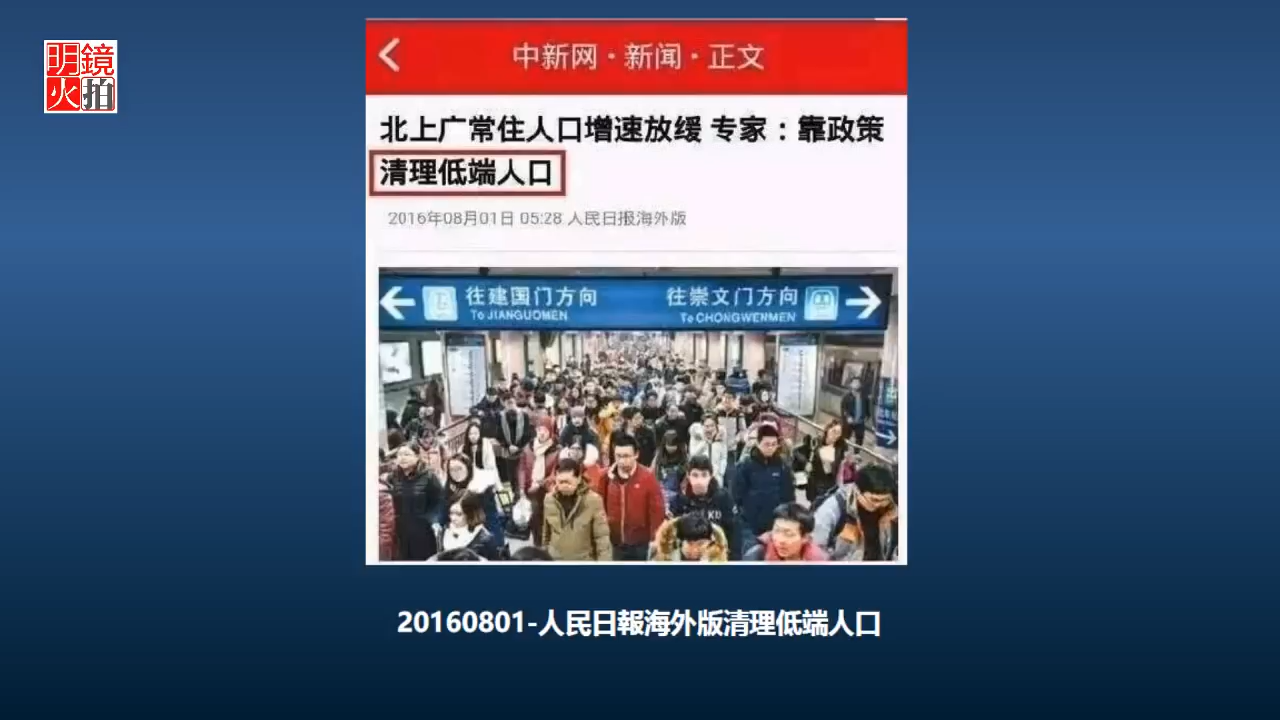 明鏡
火拍
中新网·新闻·正文
北上广常住人口增速放缓 专家：靠政策
清理低端人口
2016年08月01日 05:28 人民日报海外版
往建国门方向
To JIANGUOMEN
往崇文门方向
To CHONGWENMEN
20160801-人民日報海外版清理低端人口